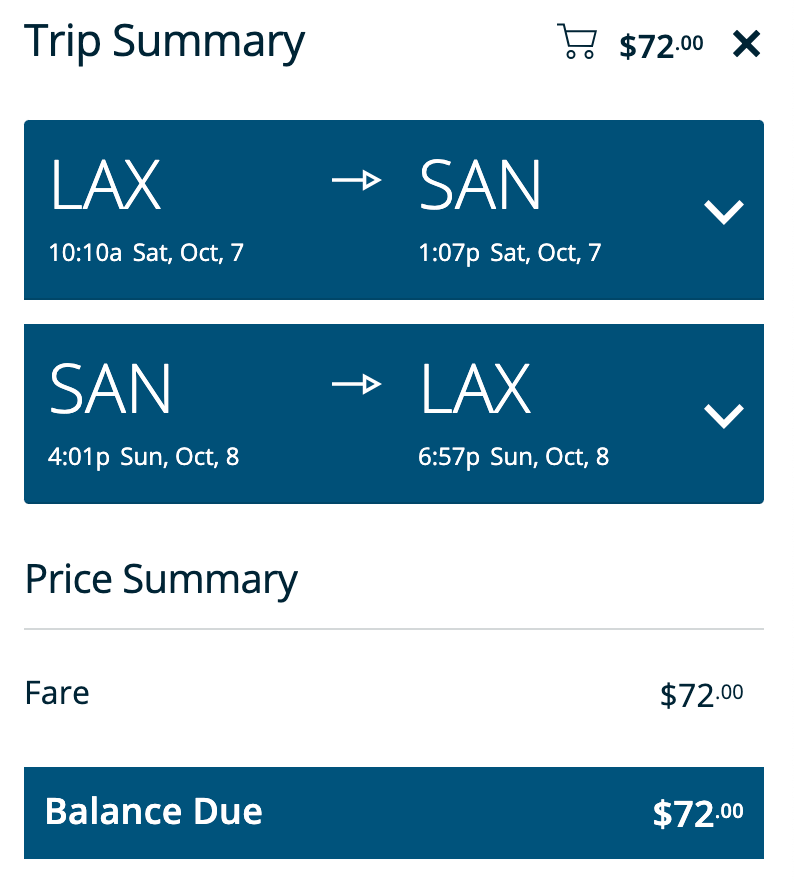 Trip Summary $72.00
LAX SAN
10:10a Sat, Oct, 7 1:07p Sat, Oct, 7
SAN LAX
4:01p Sun, Oct, 8 6:57p Sun, Oct, 8
Price Summary
Fare $72.00
Balance Due $72.00